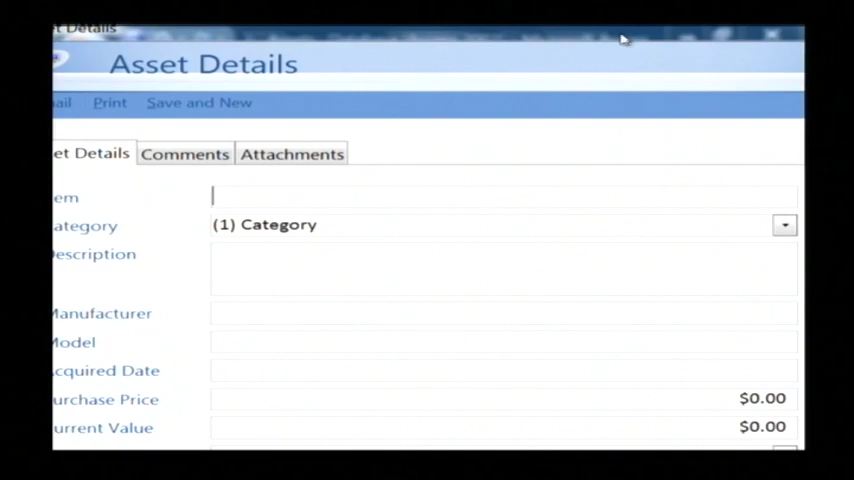 et Details
Asset Details
ail Print Save and New
et Details Comments Attachments
em
ategory (1) Category
escription
Manufacturer
Model
cquired Date
urchase Price $0.00
urrent Value $0.00